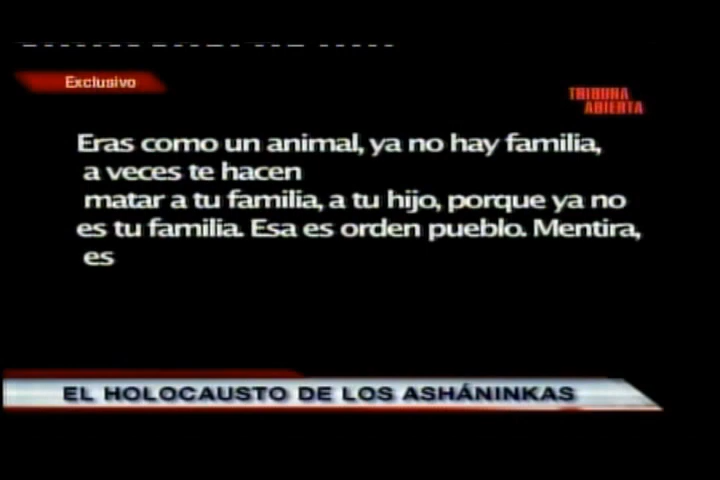 Exclusivo
TRIBUNA
ABIERTA
Eras como un animal, ya no hay familia,
a veces te hacen
matar a tu familia, a tu hijo, porque ya no
es tu familia. Esa es orden pueblo. Mentira,
es
EL HOLOCAUSTO DE LOS ASHÁNINKAS